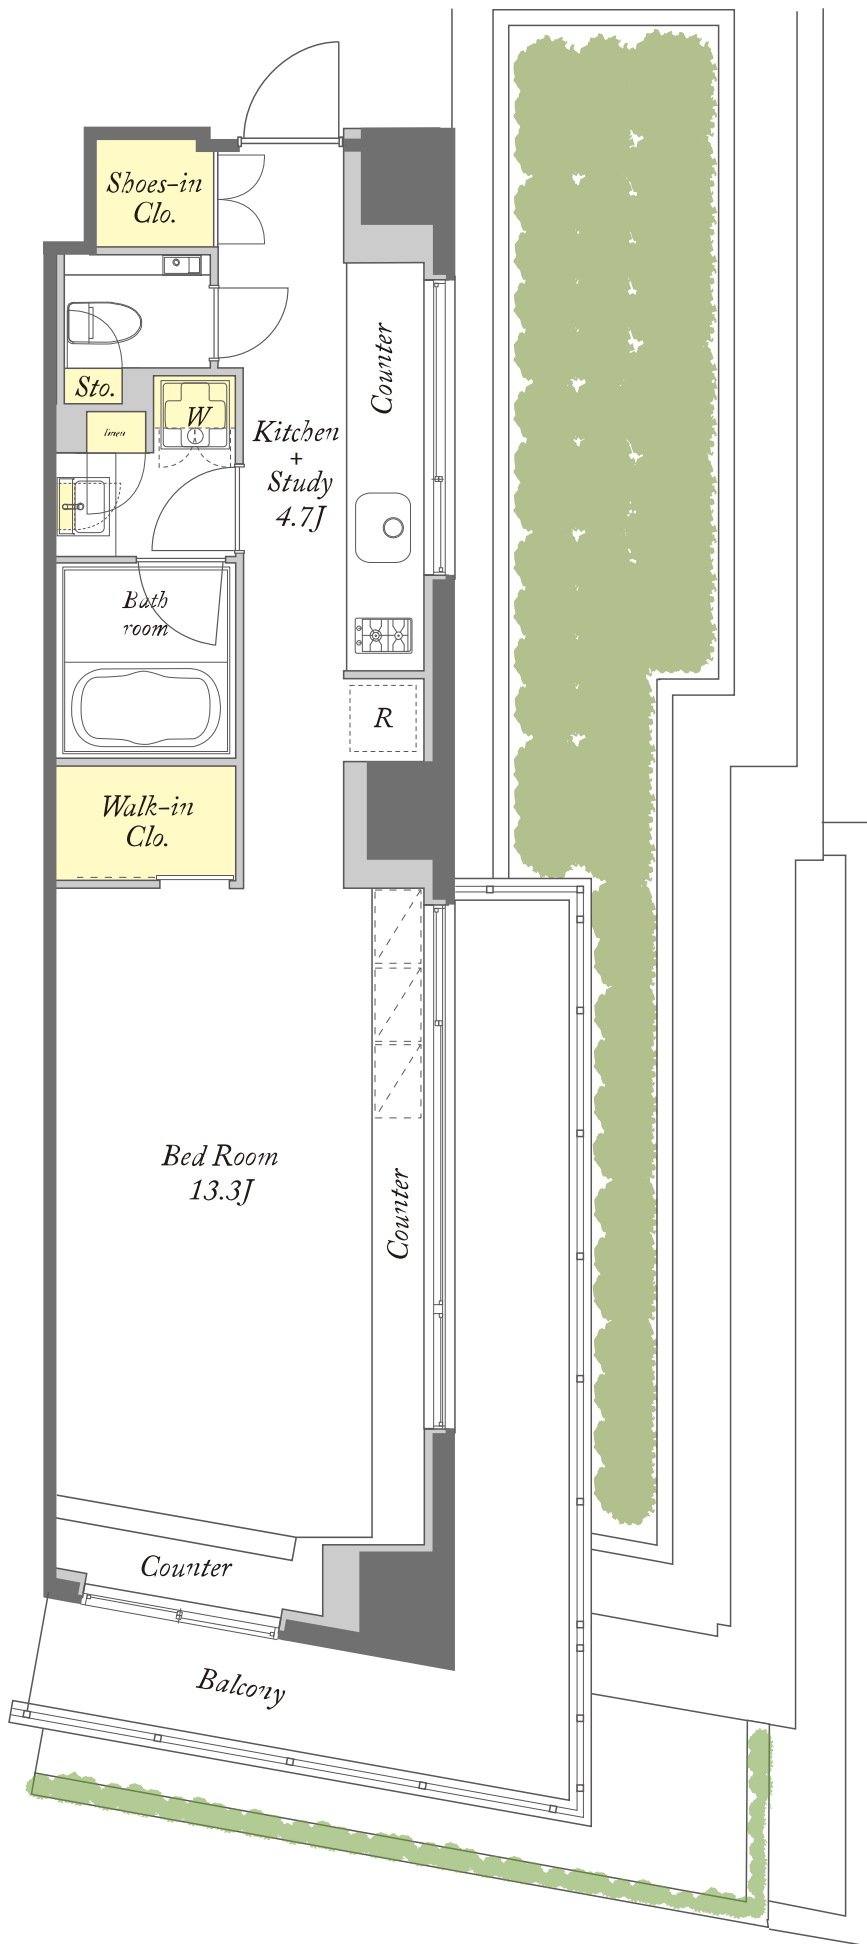 Shoes-in
Clo.
Sto.
W
linen
Counter
Kitchen
+
Study
4.7J
Bath
room
R
Walk-in
Clo.
Bed Room
13.3J
Counter
Counter
Balcony